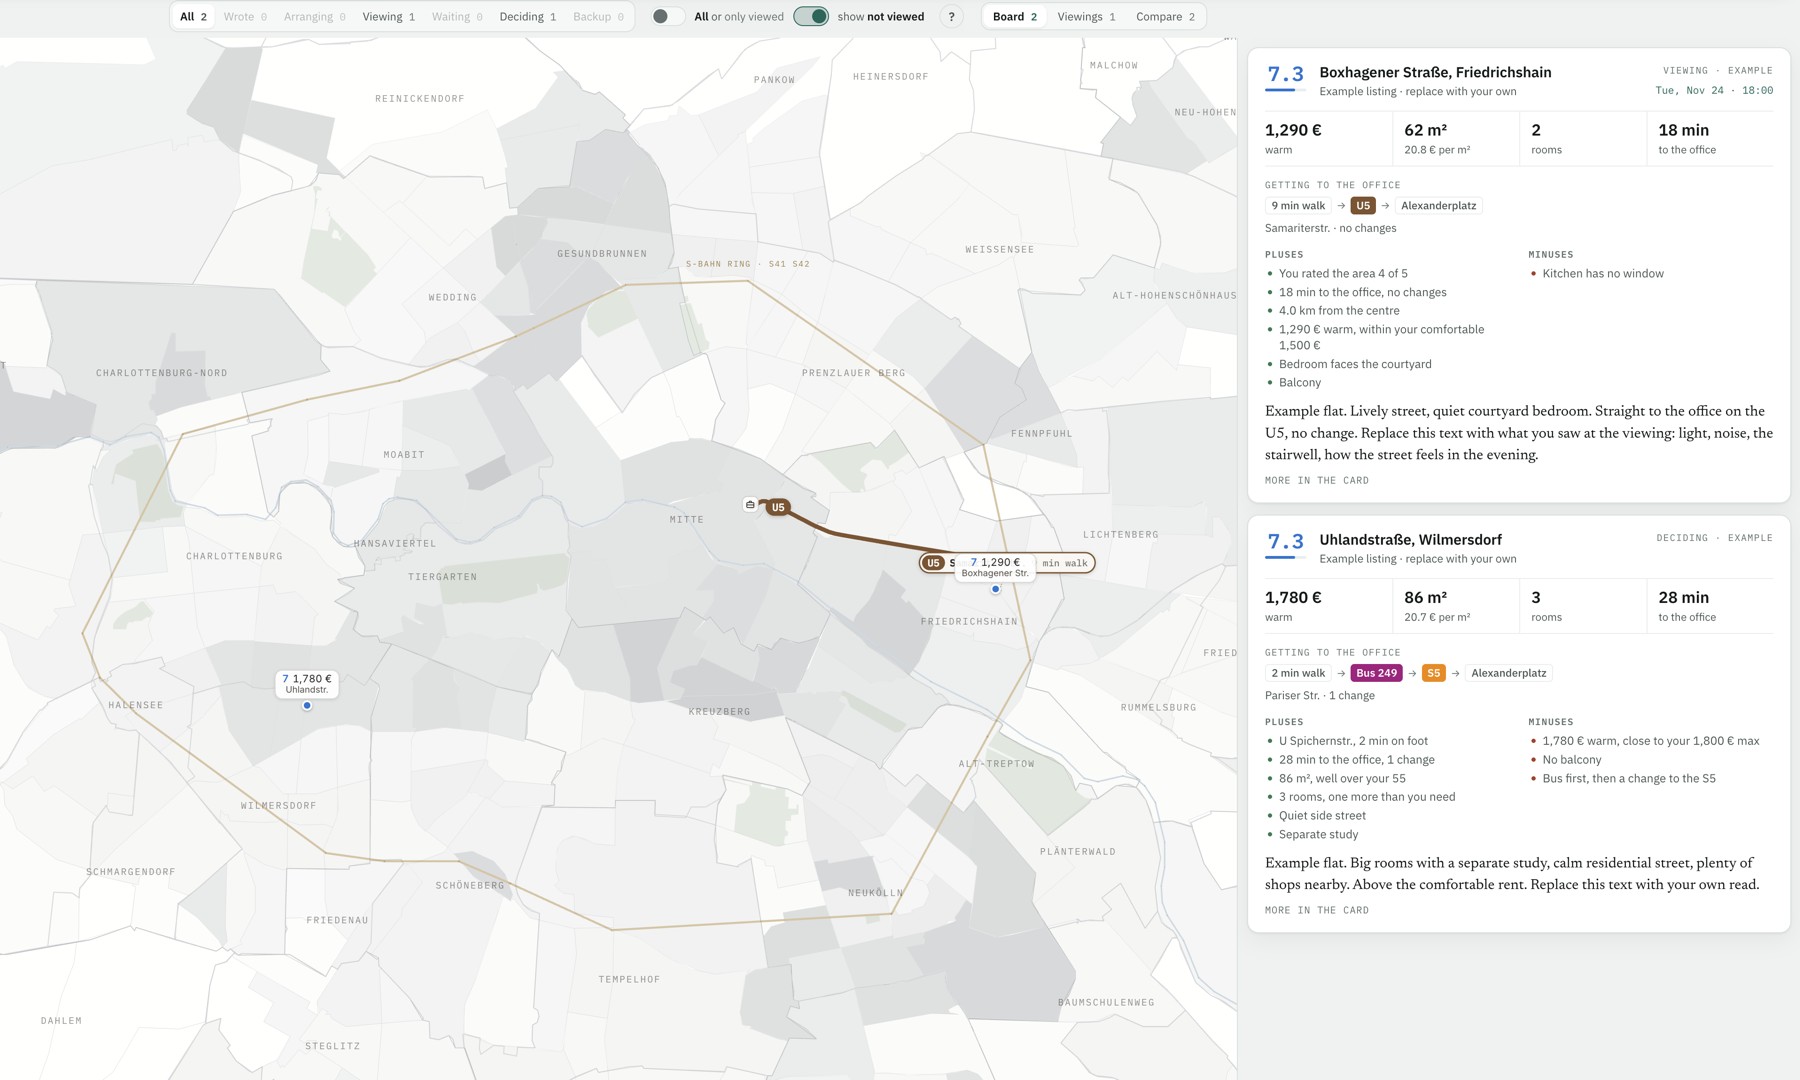 All 2 Wrote 0 Arranging 0 Viewing 1 Waiting 0 Deciding 1 Backup 0 All or only viewed show not viewed ? Board 2 Viewings 1 Compare 2
MALCHOW
PANKOW
HEINERSDORF
REINICKENDORF
NEU-HOHEN
WEISSENSEE
GESUNDBRUNNEN
S-BAHN RING · S41 S42
WEDDING
ALT-HOHENSCHÖNHAUS
CHARLOTTENBURG-NORD
PRENZLAUER BERG
FENNPFUHL
MOABIT
U5
MITTE
LICHTENBERG
HANSAVIERTEL
CHARLOTTENBURG
U5 7 1,290 € min walk
Boxhagener Str.
TIERGARTEN
FRIEDRICHSHAIN
FRIED
7 1,780 €
Uhlandstr.
HALENSEE
KREUZBERG
RUMMELSBURG
ALT-TREPTOW
WILMERSDORF
PLÄNTERWALD
SCHMARGENDORF
SCHÖNEBERG
NEUKÖLLN
FRIEDENAU
TEMPELHOF
BAUMSCHULENWEG
DAHLEM
STEGLITZ
7.3 Boxhagener Straße, Friedrichshain VIEWING · EXAMPLE
Example listing · replace with your own Tue, Nov 24 · 18:00
1,290 € 62 m² 2 18 min
warm 20.8 € per m² rooms to the office
GETTING TO THE OFFICE
9 min walk → U5 → Alexanderplatz
Samariterstr. · no changes
PLUSES
• You rated the area 4 of 5
• 18 min to the office, no changes
• 4.0 km from the centre
• 1,290 € warm, within your comfortable
1,500 €
• Bedroom faces the courtyard
• Balcony
MINUSES
• Kitchen has no window
Example flat. Lively street, quiet courtyard bedroom. Straight to the office on the
U5, no change. Replace this text with what you saw at the viewing: light, noise, the
stairwell, how the street feels in the evening.
MORE IN THE CARD
7.3 Uhlandstraße, Wilmersdorf DECIDING · EXAMPLE
Example listing · replace with your own
1,780 € 86 m² 3 28 min
warm 20.7 € per m² rooms to the office
GETTING TO THE OFFICE
2 min walk → Bus 249 → S5 → Alexanderplatz
Pariser Str. · 1 change
PLUSES
• U Spichernstr., 2 min on foot
• 28 min to the office, 1 change
• 86 m², well over your 55
• 3 rooms, one more than you need
• Quiet side street
• Separate study
MINUSES
• 1,780 € warm, close to your 1,800 € max
• No balcony
• Bus first, then a change to the S5
Example flat. Big rooms with a separate study, calm residential street, plenty of
shops nearby. Above the comfortable rent. Replace this text with your own read.
MORE IN THE CARD